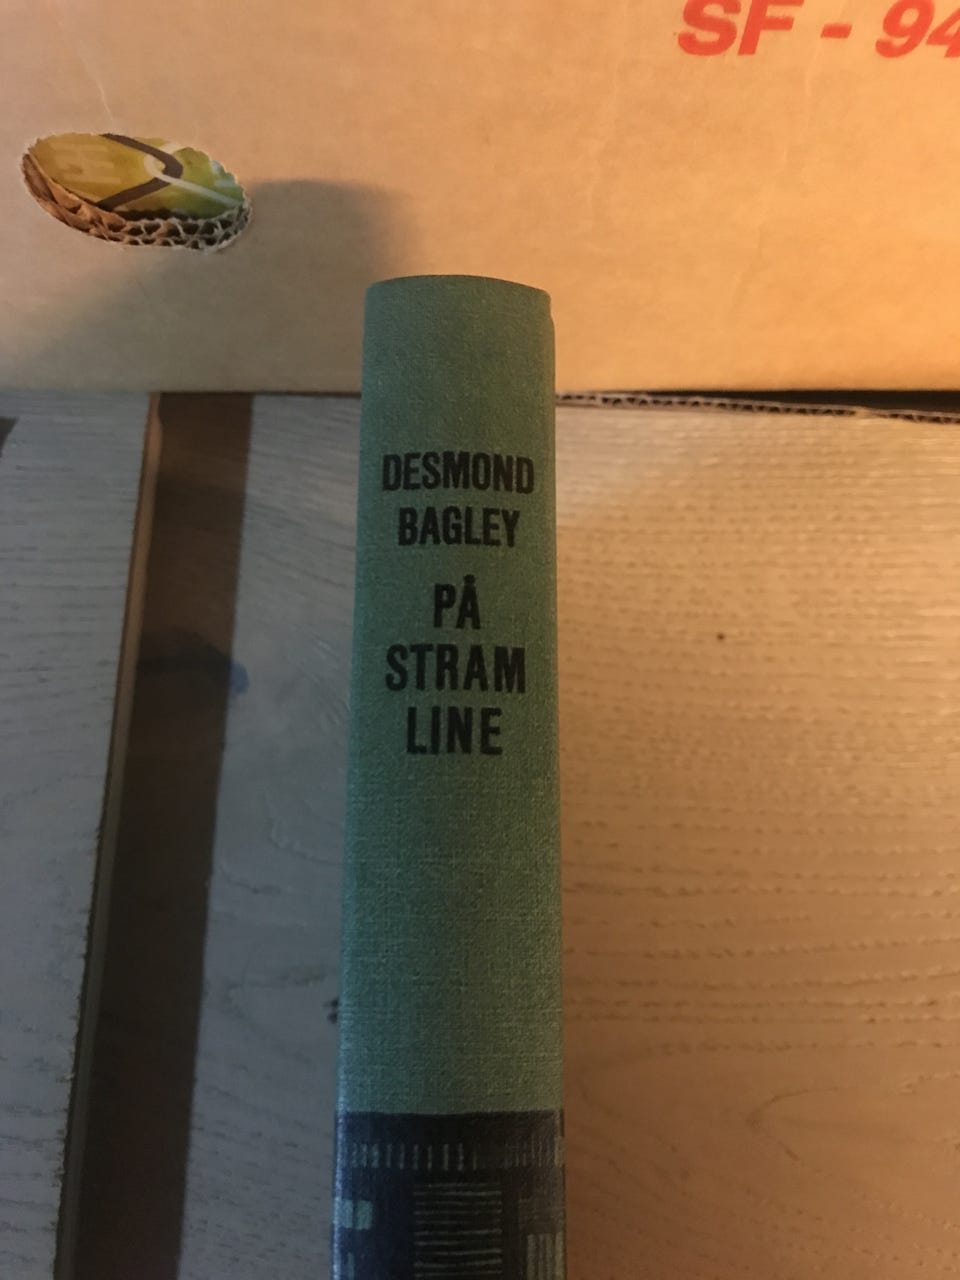 SF - 94
DESMOND
BAGLEY
PÅ
STRAM
LINE